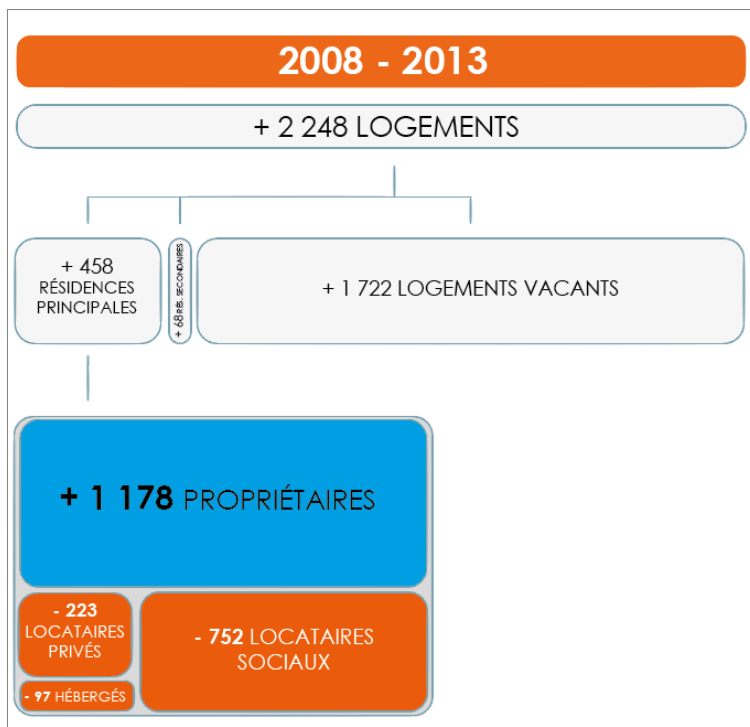 2008 - 2013
+ 2 248 LOGEMENTS
+ 458
RÉSIDENCES
PRINCIPALES
+ 68 RÉS. SECONDAIRES
+ 1 722 LOGEMENTS VACANTS
+ 1 178 PROPRIÉTAIRES
- 223
LOCATAIRES
PRIVÉS
- 752 LOCATAIRES
SOCIAUX
- 97 HÉBERGÉS